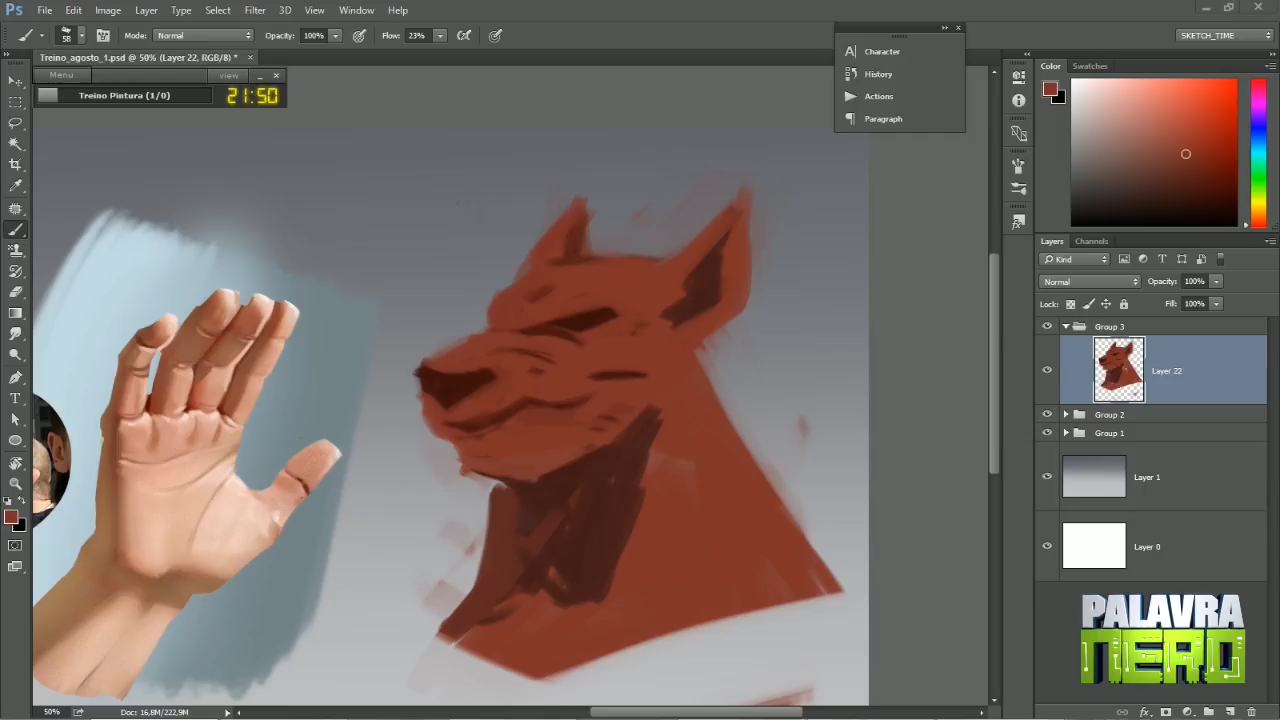 Ps File Edit Image Layer Type Select Filter 3D View Window Help
58 Mode: Normal Opacity: 100% Flow: 23% SKETCH_TIME
Treino_agosto_1.psd @ 50% (Layer 22, RGB/8) *
Menu view
Treino Pintura (1/0) 21:50
Character
History
Actions
Paragraph
Color Swatches
Layers Channels
Kind
Normal Opacity: 100%
Lock: Fill: 100%
Group 3
Layer 22
Group 2
Group 1
Layer 1
Layer 0
PALAVRA
NERD
50% Doc: 16,8M/222,9M